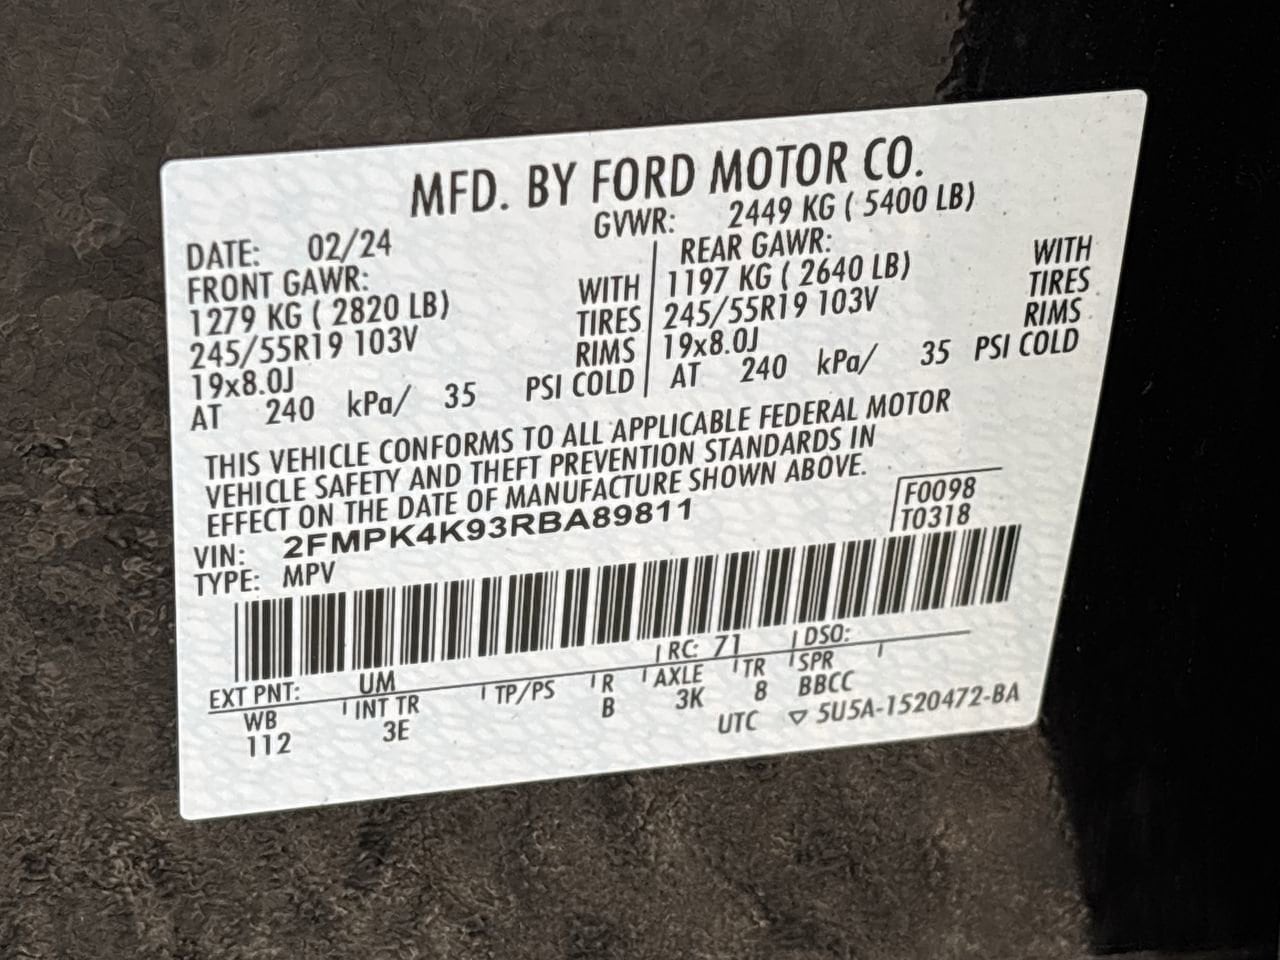 MFD. BY FORD MOTOR CO.
DATE: 02/24 GVWR: 2449 KG ( 5400 LB)
FRONT GAWR: REAR GAWR:
1279 KG ( 2820 LB) WITH 1197 KG ( 2640 LB) WITH
245/55R19 103V TIRES 245/55R19 103V TIRES
19x8.0J RIMS 19x8.0J RIMS
AT 240 kPa/ 35 PSI COLD AT 240 kPa/ 35 PSI COLD
THIS VEHICLE CONFORMS TO ALL APPLICABLE FEDERAL MOTOR
VEHICLE SAFETY AND THEFT PREVENTION STANDARDS IN
EFFECT ON THE DATE OF MANUFACTURE SHOWN ABOVE.
VIN: 2FMPK4K93RBA89811 F0098
TYPE: MPV T0318
EXT PNT: UM RC: 71 DSO:
WB INT TR TP/PS R AXLE TR SPR
112 3E B 3K 8 BBCC
UTC ▽ 5U5A-1520472-BA